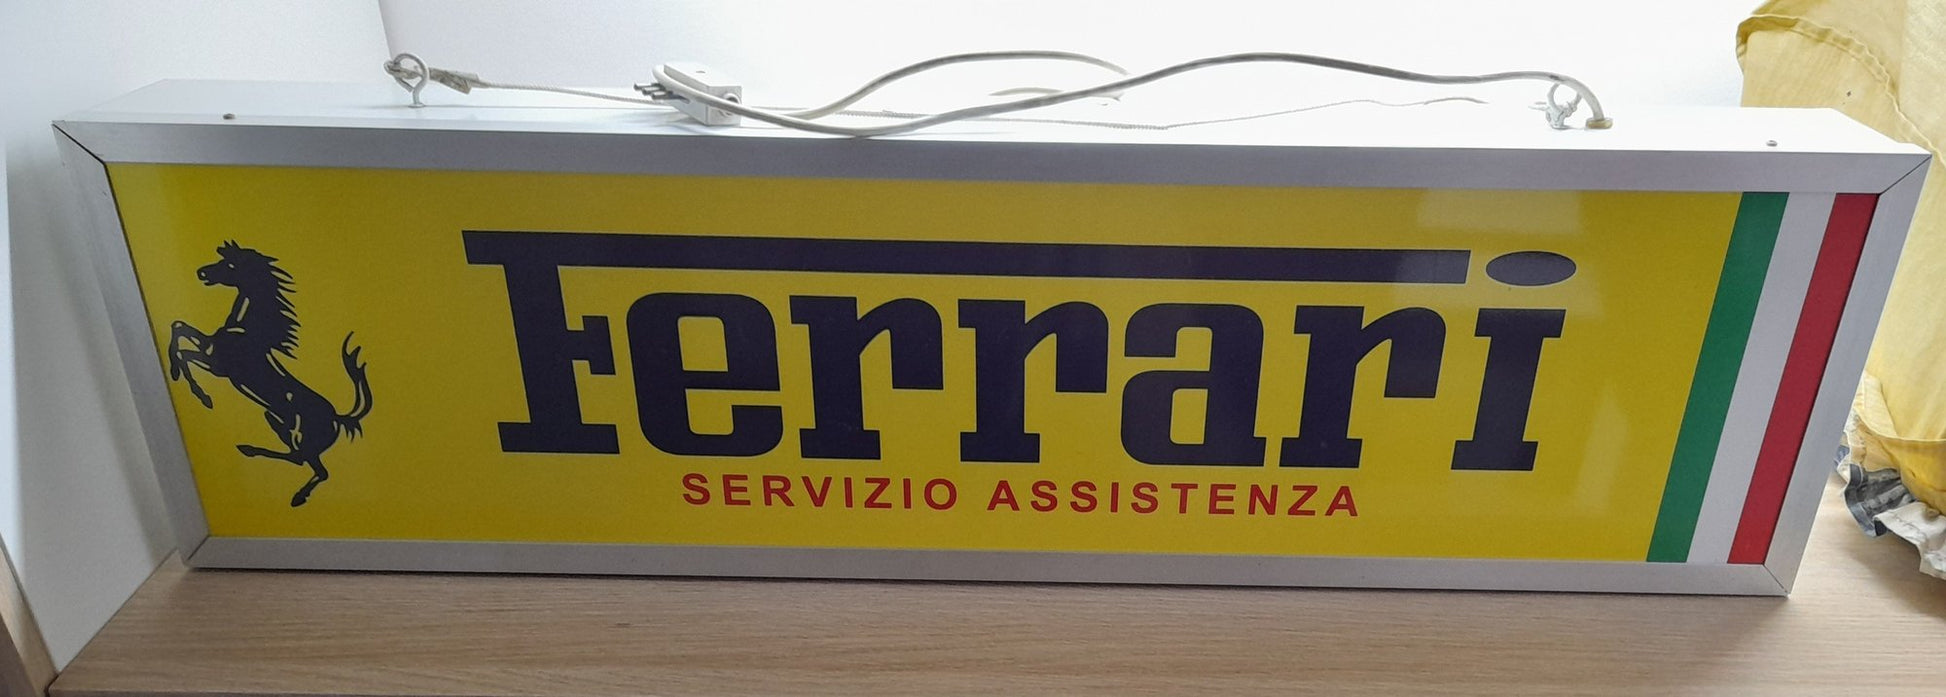 Ferrari
SERVIZIO ASSISTENZA